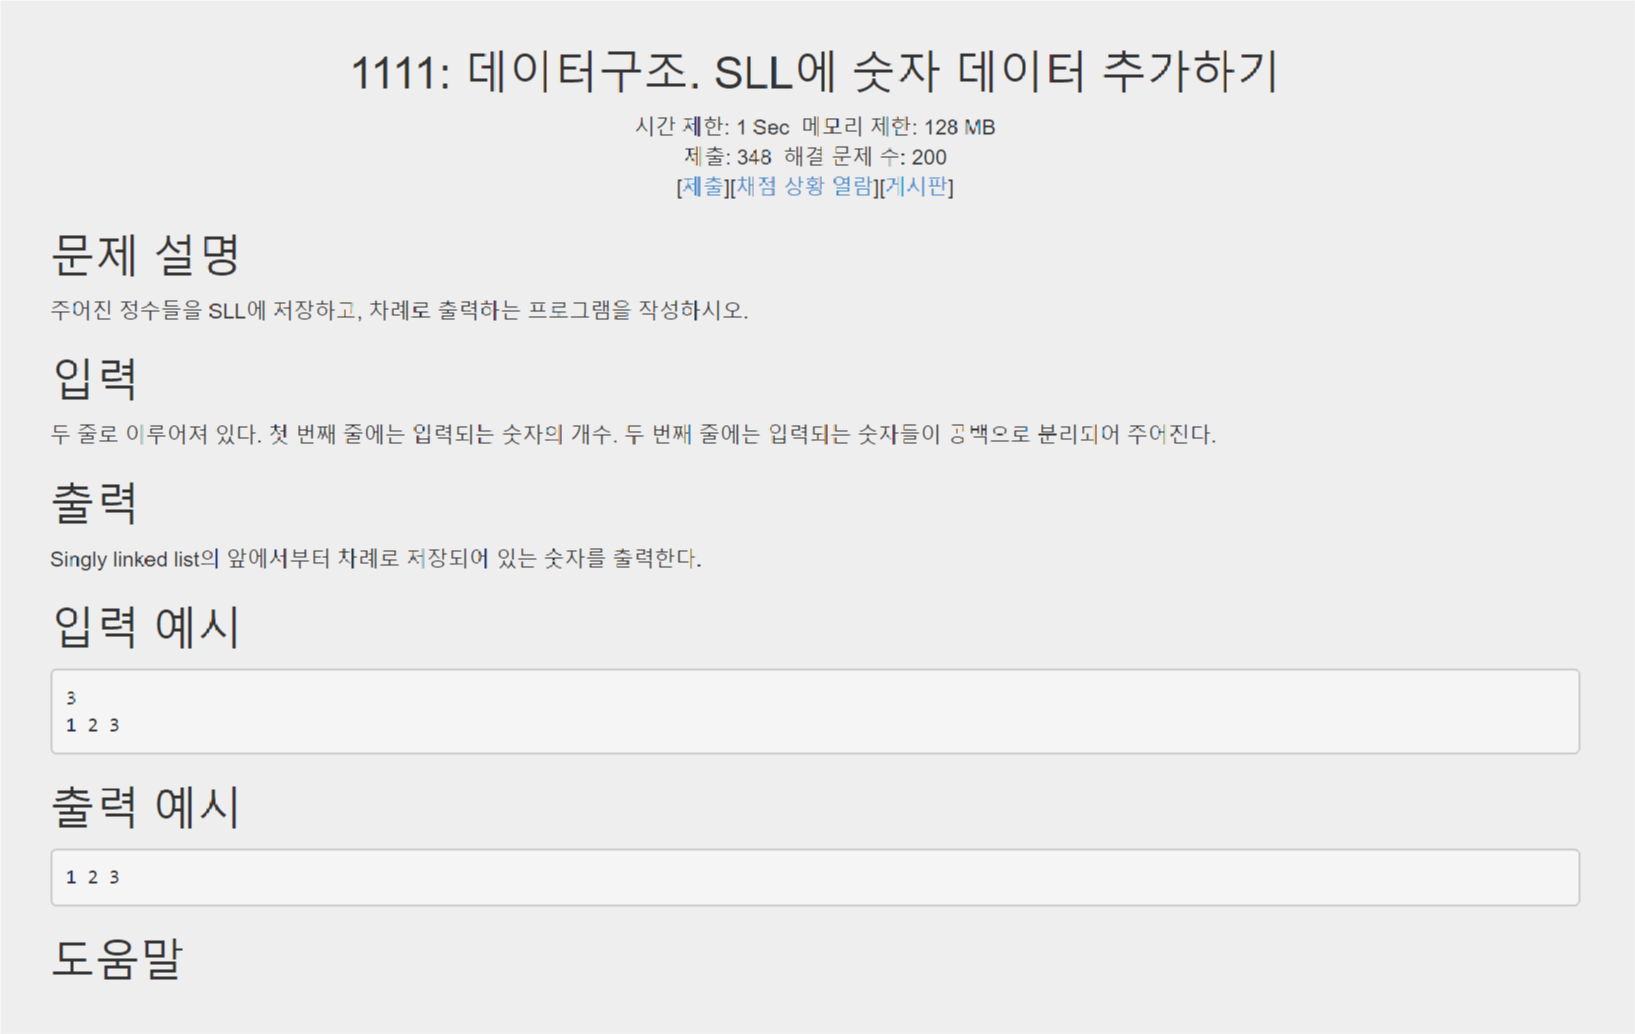 1111: 데이터구조. SLL에 숫자 데이터 추가하기
시간 제한: 1 Sec 메모리 제한: 128 MB
제출: 348 해결 문제 수: 200
[제출][채점 상황 열람][게시판]
문제 설명
주어진 정수들을 SLL에 저장하고, 차례로 출력하는 프로그램을 작성하시오.
입력
두 줄로 이루어져 있다. 첫 번째 줄에는 입력되는 숫자의 개수. 두 번째 줄에는 입력되는 숫자들이 공백으로 분리되어 주어진다.
출력
Singly linked list의 앞에서부터 차례로 저장되어 있는 숫자를 출력한다.
입력 예시
3
1 2 3
출력 예시
1 2 3
도움말